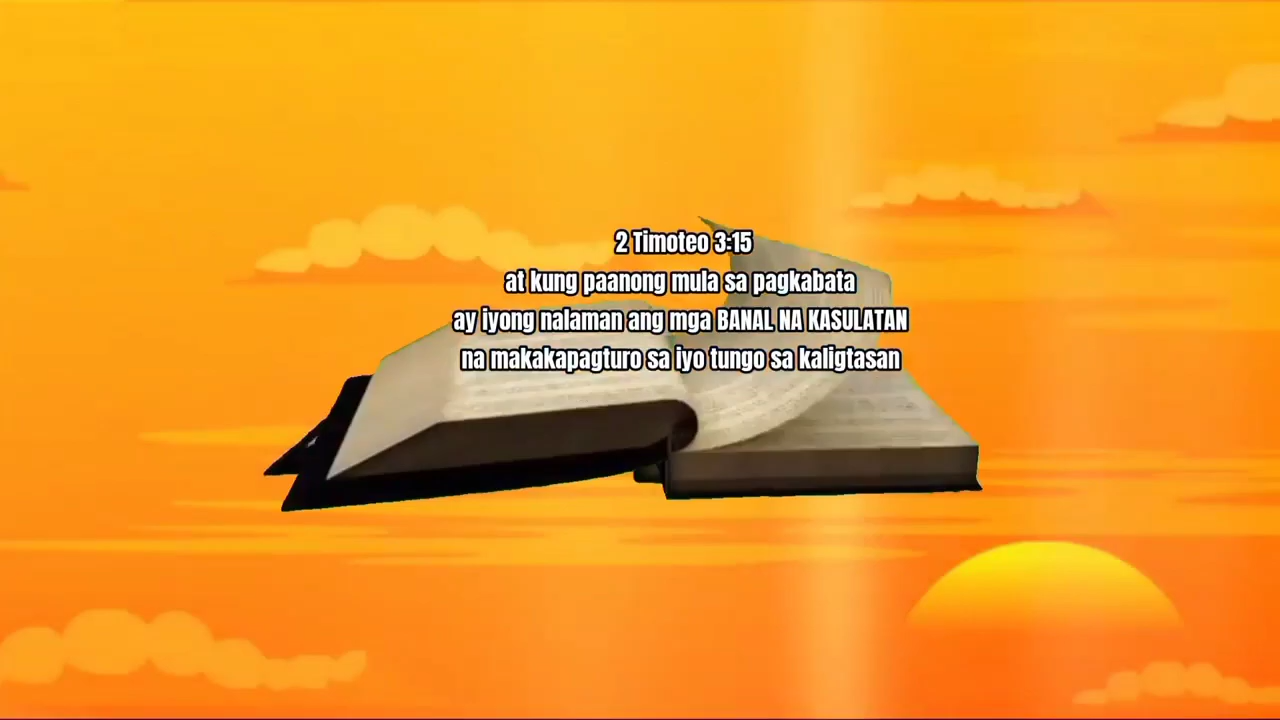 2 Timoteo 3:15
at kung paanong mula sa pagkabata
ay iyong nalaman ang mga BANAL NA KASULATAN
na makakapagturo sa iyo tungo sa kaligtasan